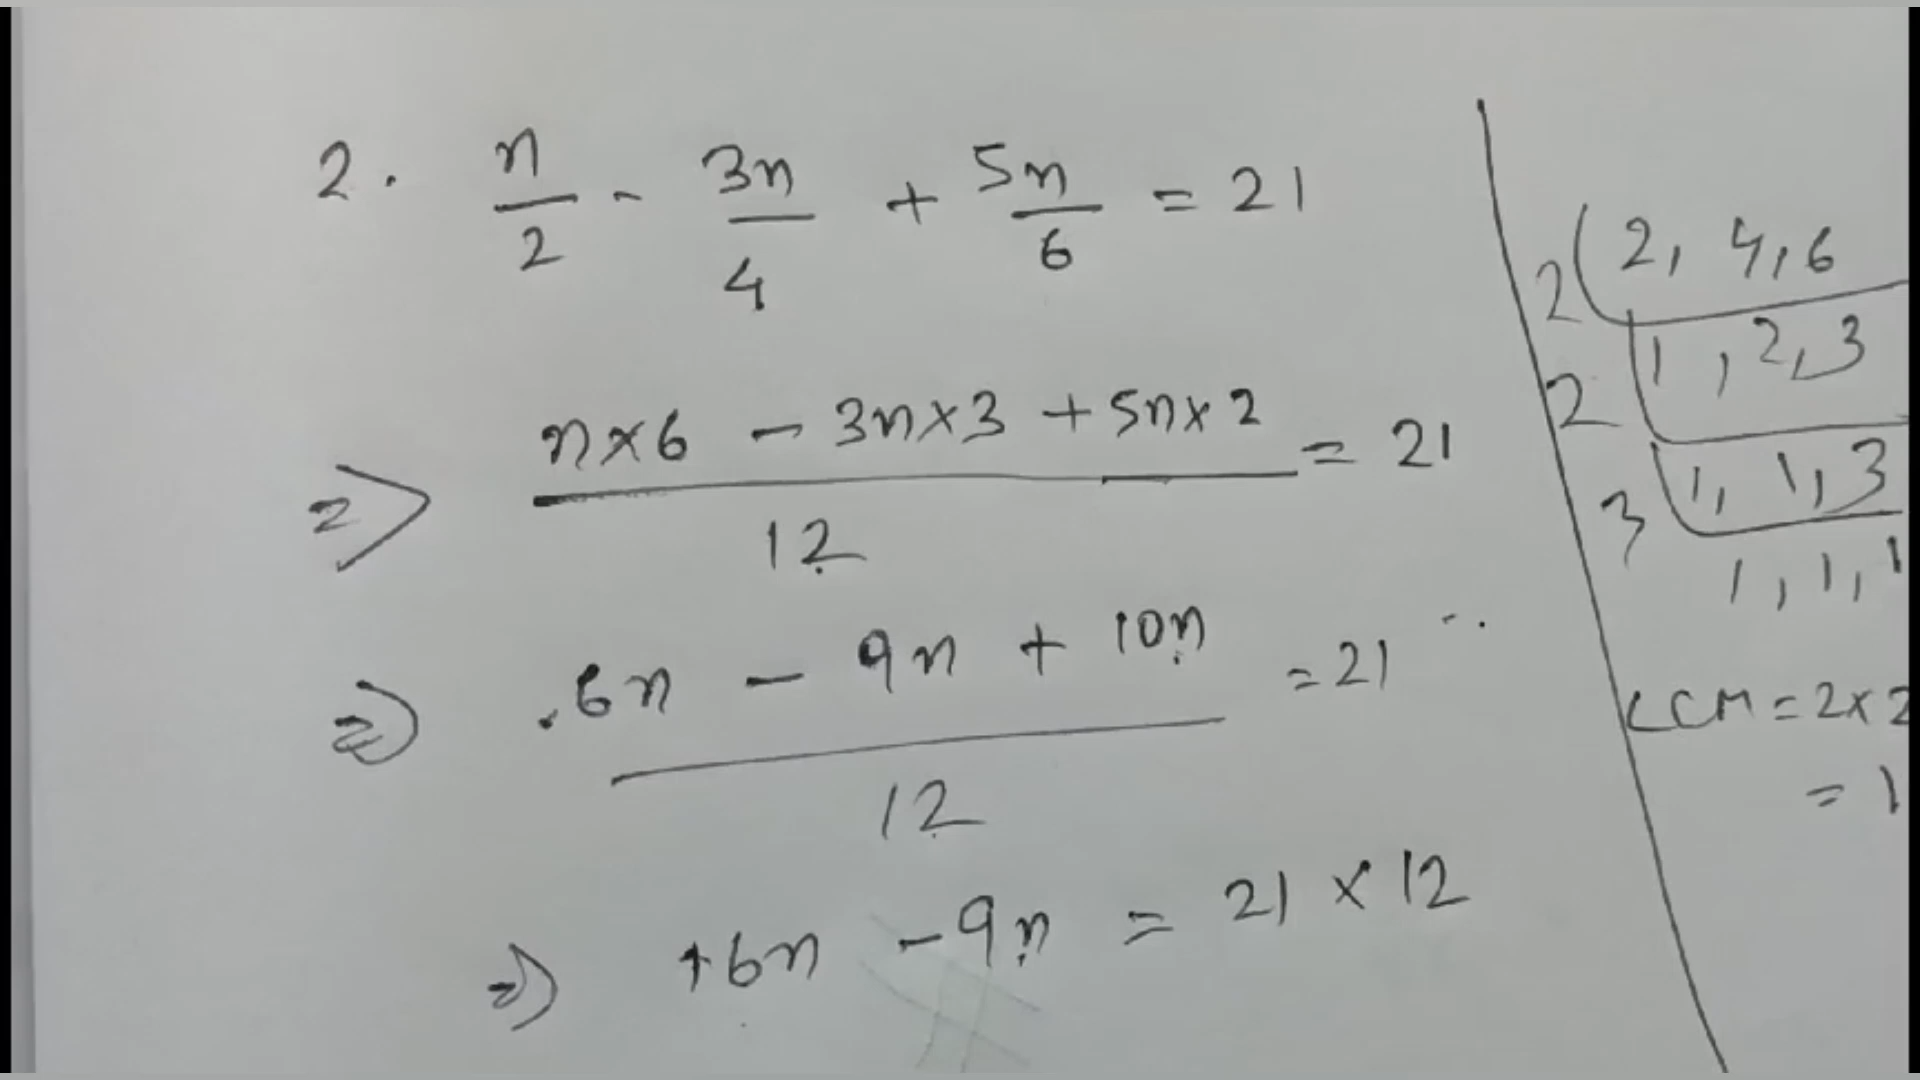 2. n/2 - 3n/4 + 5n/6 = 21
=> (n×6 - 3n×3 + 5n×2)/12 = 21
=> (6n - 9n + 10n)/12 = 21
=> 16n - 9n = 21 × 12
2 ( 2, 4, 6
2 1, 2, 3
3 1, 1, 3
1, 1, 1
LCM = 2×2
= 1